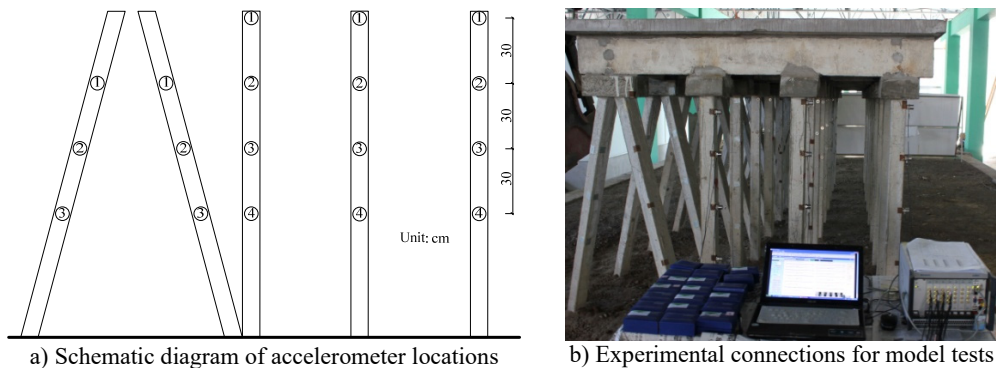 ① ① ①
① ①
② ② ②
② ②
③ ③ ③
③ ③
④ ④ ④
30
30
30
Unit: cm
a) Schematic diagram of accelerometer locations
b) Experimental connections for model tests